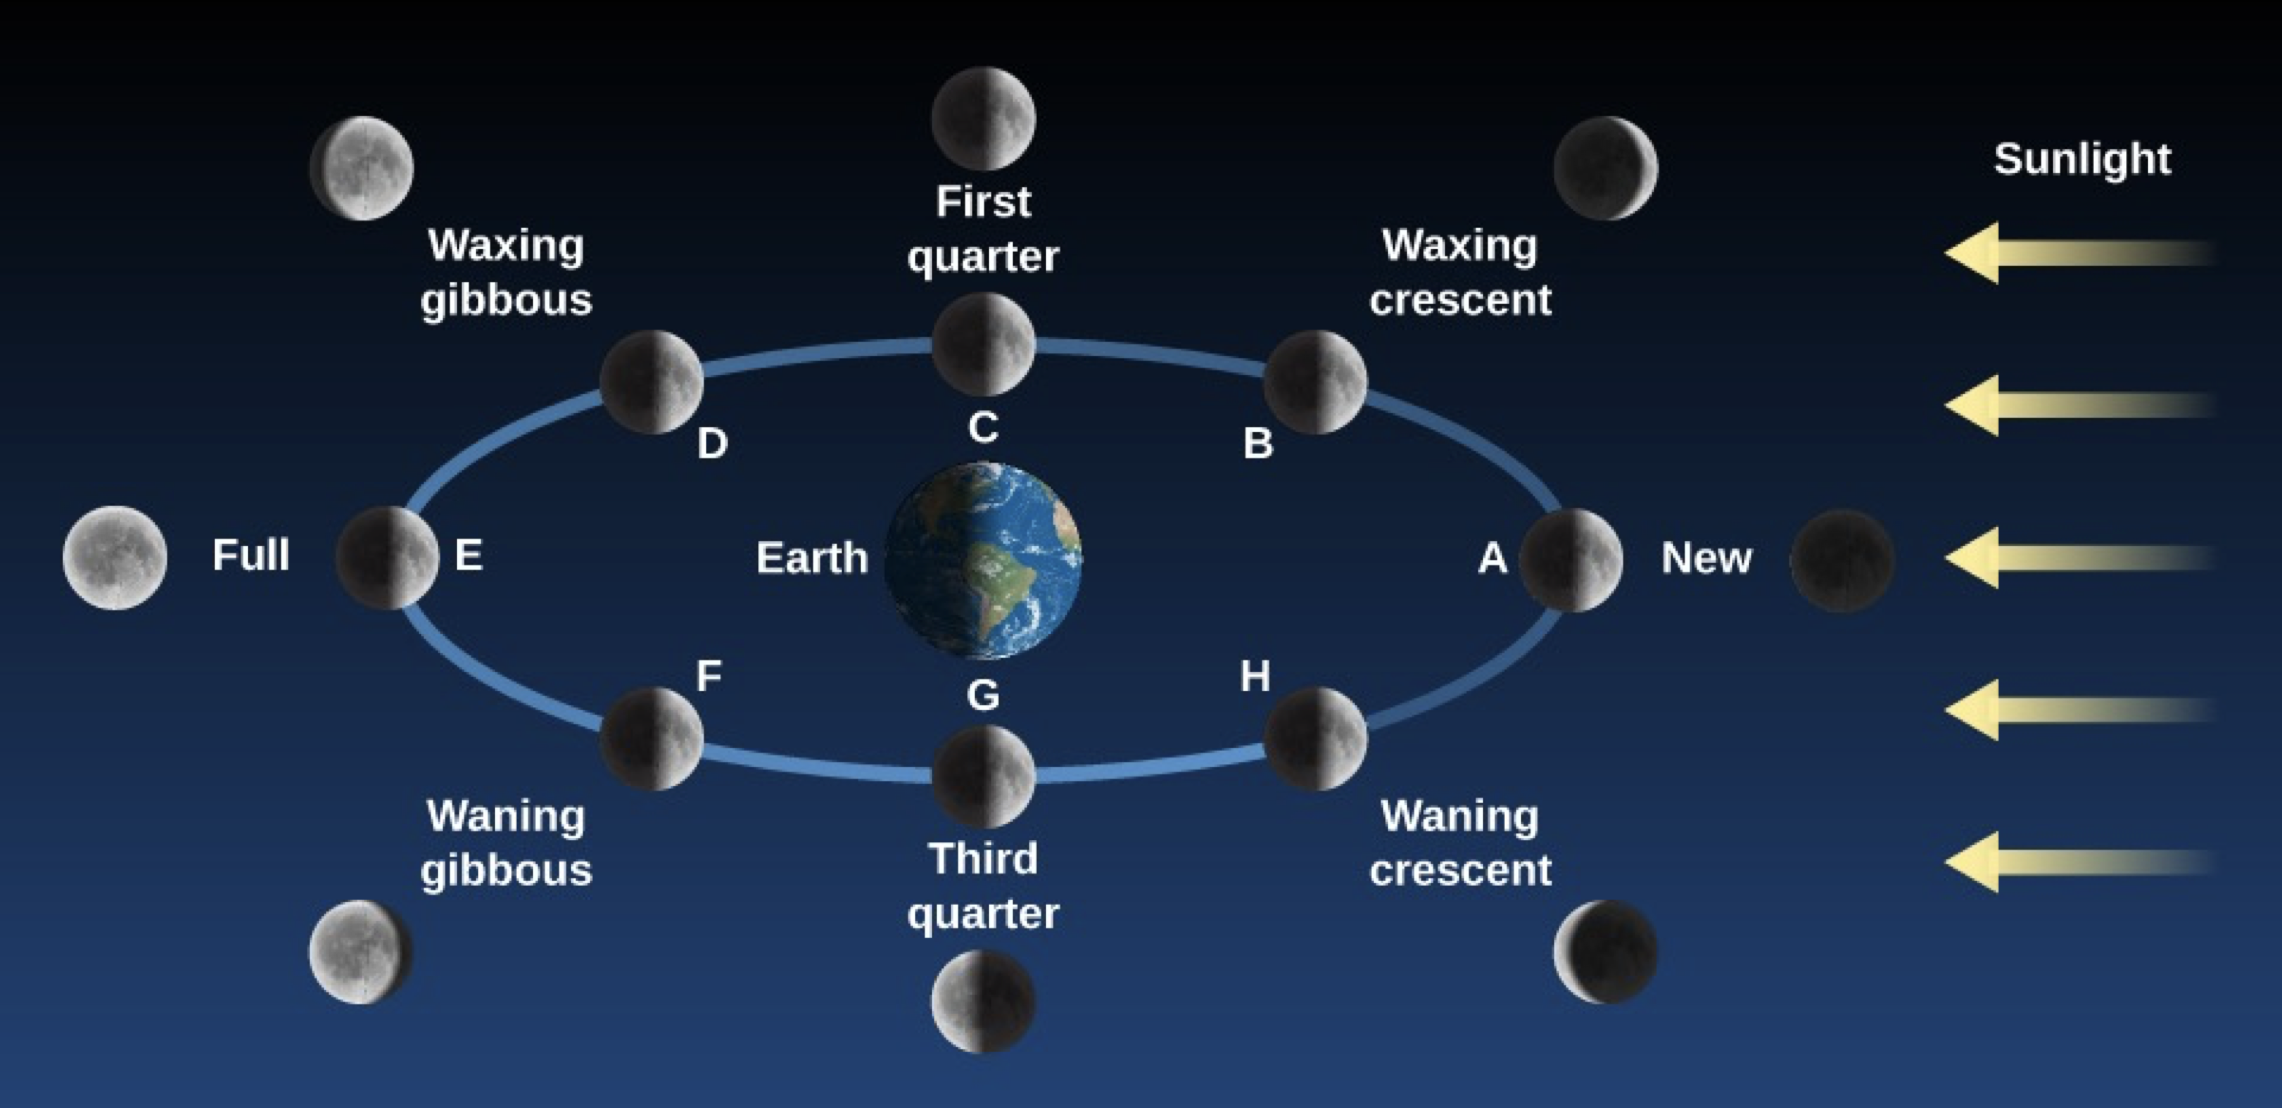 Sunlight
First
quarter
Waxing
gibbous
Waxing
crescent
D
C
B
Full
E
Earth
A
New
F
G
H
Waning
gibbous
Third
quarter
Waning
crescent